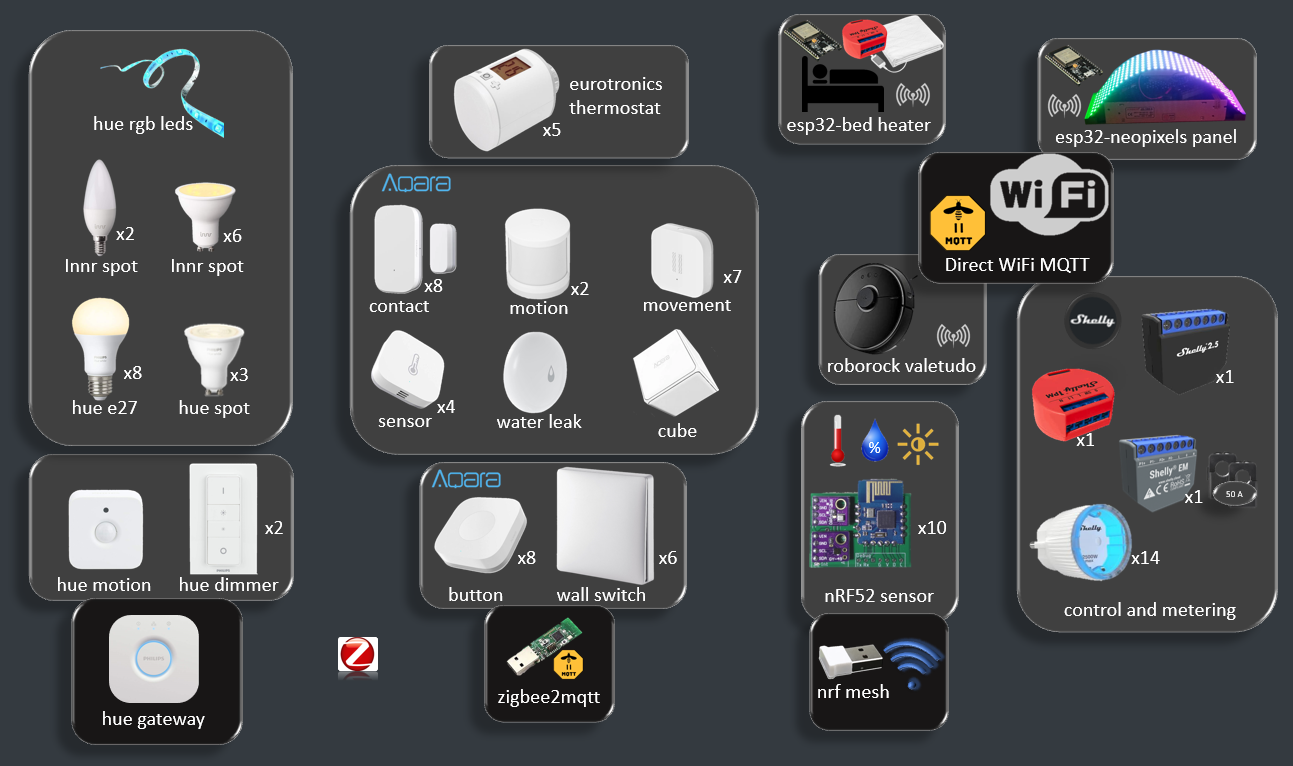 hue rgb leds
x2
Innr spot
x6
Innr spot
x8
hue e27
x3
hue spot
hue motion
x2
hue dimmer
PHILIPS
hue gateway
eurotronics
thermostat
x5
Aqara
x8
contact
x2
motion
x7
movement
x4
sensor
water leak
cube
Aqara
x8
button
x6
wall switch
MQTT
zigbee2mqtt
Z
esp32-bed heater
esp32-neopixels panel
WiFi
MQTT
Direct WiFi MQTT
roborock valetudo
%
x10
nRF52 sensor
nrf mesh
Shelly
Shelly 2.5
x1
Shelly 1PM
x1
Shelly EM
x1
50 A
Shelly
x14
control and metering